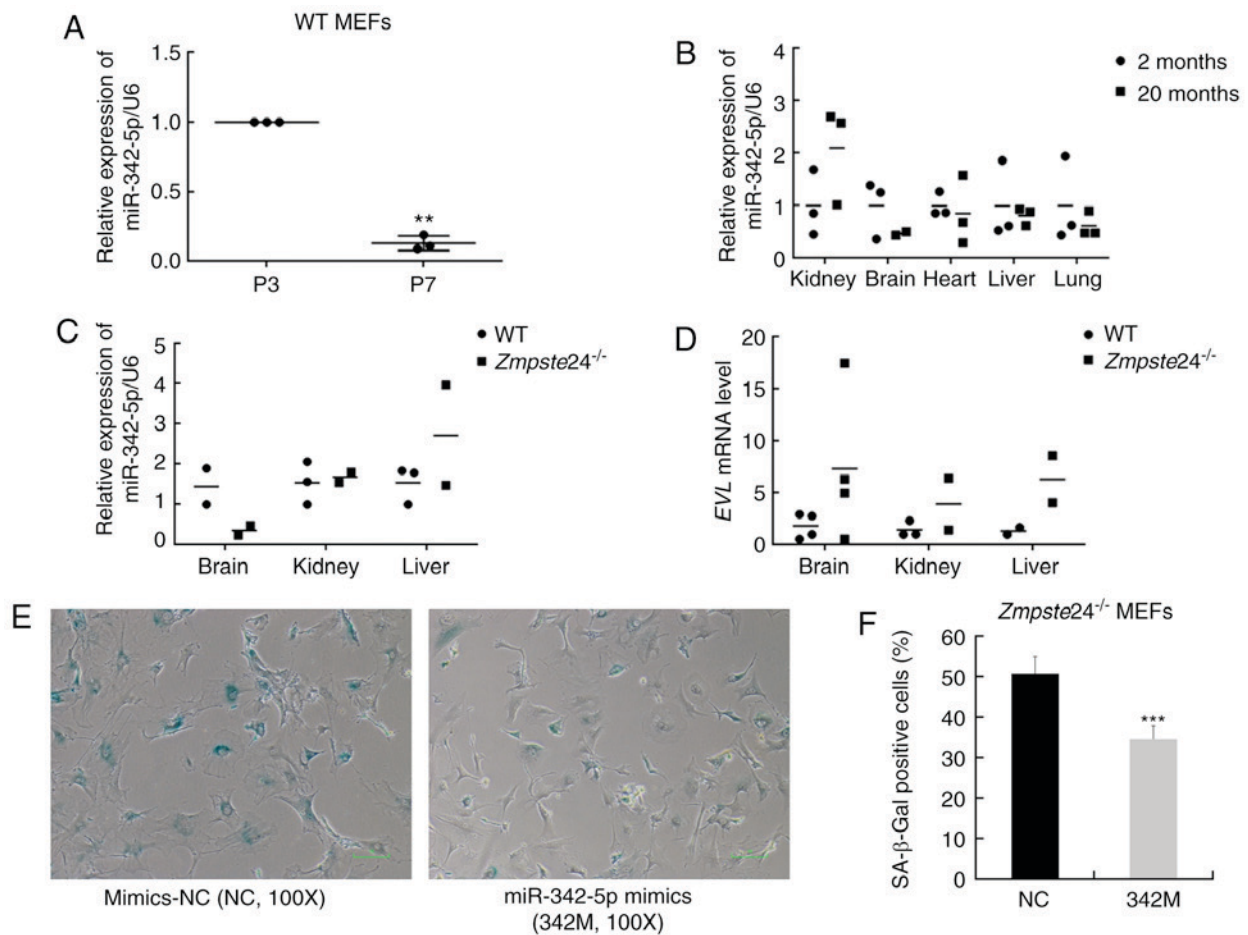 A
WT MEFs
Relative expression of
miR-342-5p/U6
1.5
1.0
0.5
0.0
**
P3
P7
B
Relative expression of
miR-342-5p/U6
4
3
2
1
0
2 months
20 months
Kidney
Brain
Heart
Liver
Lung
C
Relative expression of
miR-342-5p/U6
5
4
3
2
1
0
WT
Zmpste24-/-
Brain
Kidney
Liver
D
EVL mRNA level
20
15
10
5
0
WT
Zmpste24-/-
Brain
Kidney
Liver
E
Mimics-NC (NC, 100X)
miR-342-5p mimics
(342M, 100X)
F
Zmpste24-/- MEFs
SA-β-Gal positive cells (%)
60
50
40
30
20
10
0
***
NC
342M